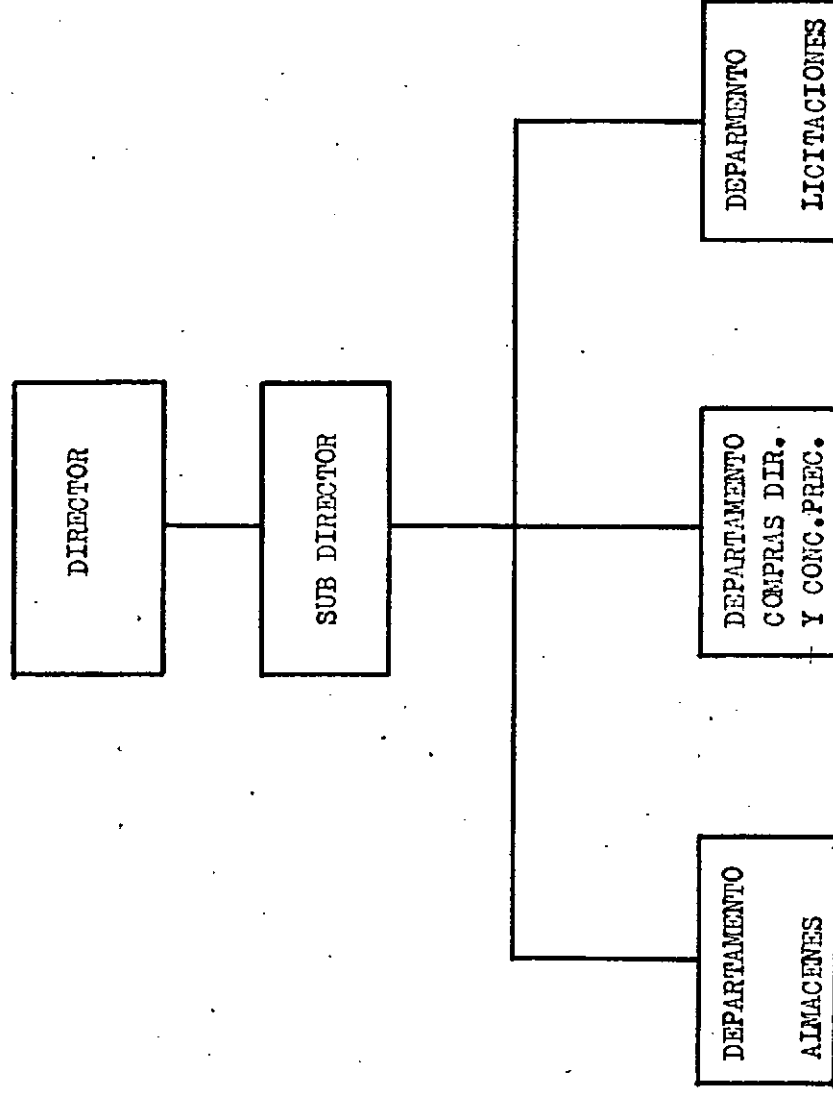 DIRECTOR
SUB DIRECTOR
DEPARTAMENTO
ALMACENES
DEPARTAMENTO
COMPRAS DIR.
Y CONC.PREC.
DEPARMENTO
LICITACIONES